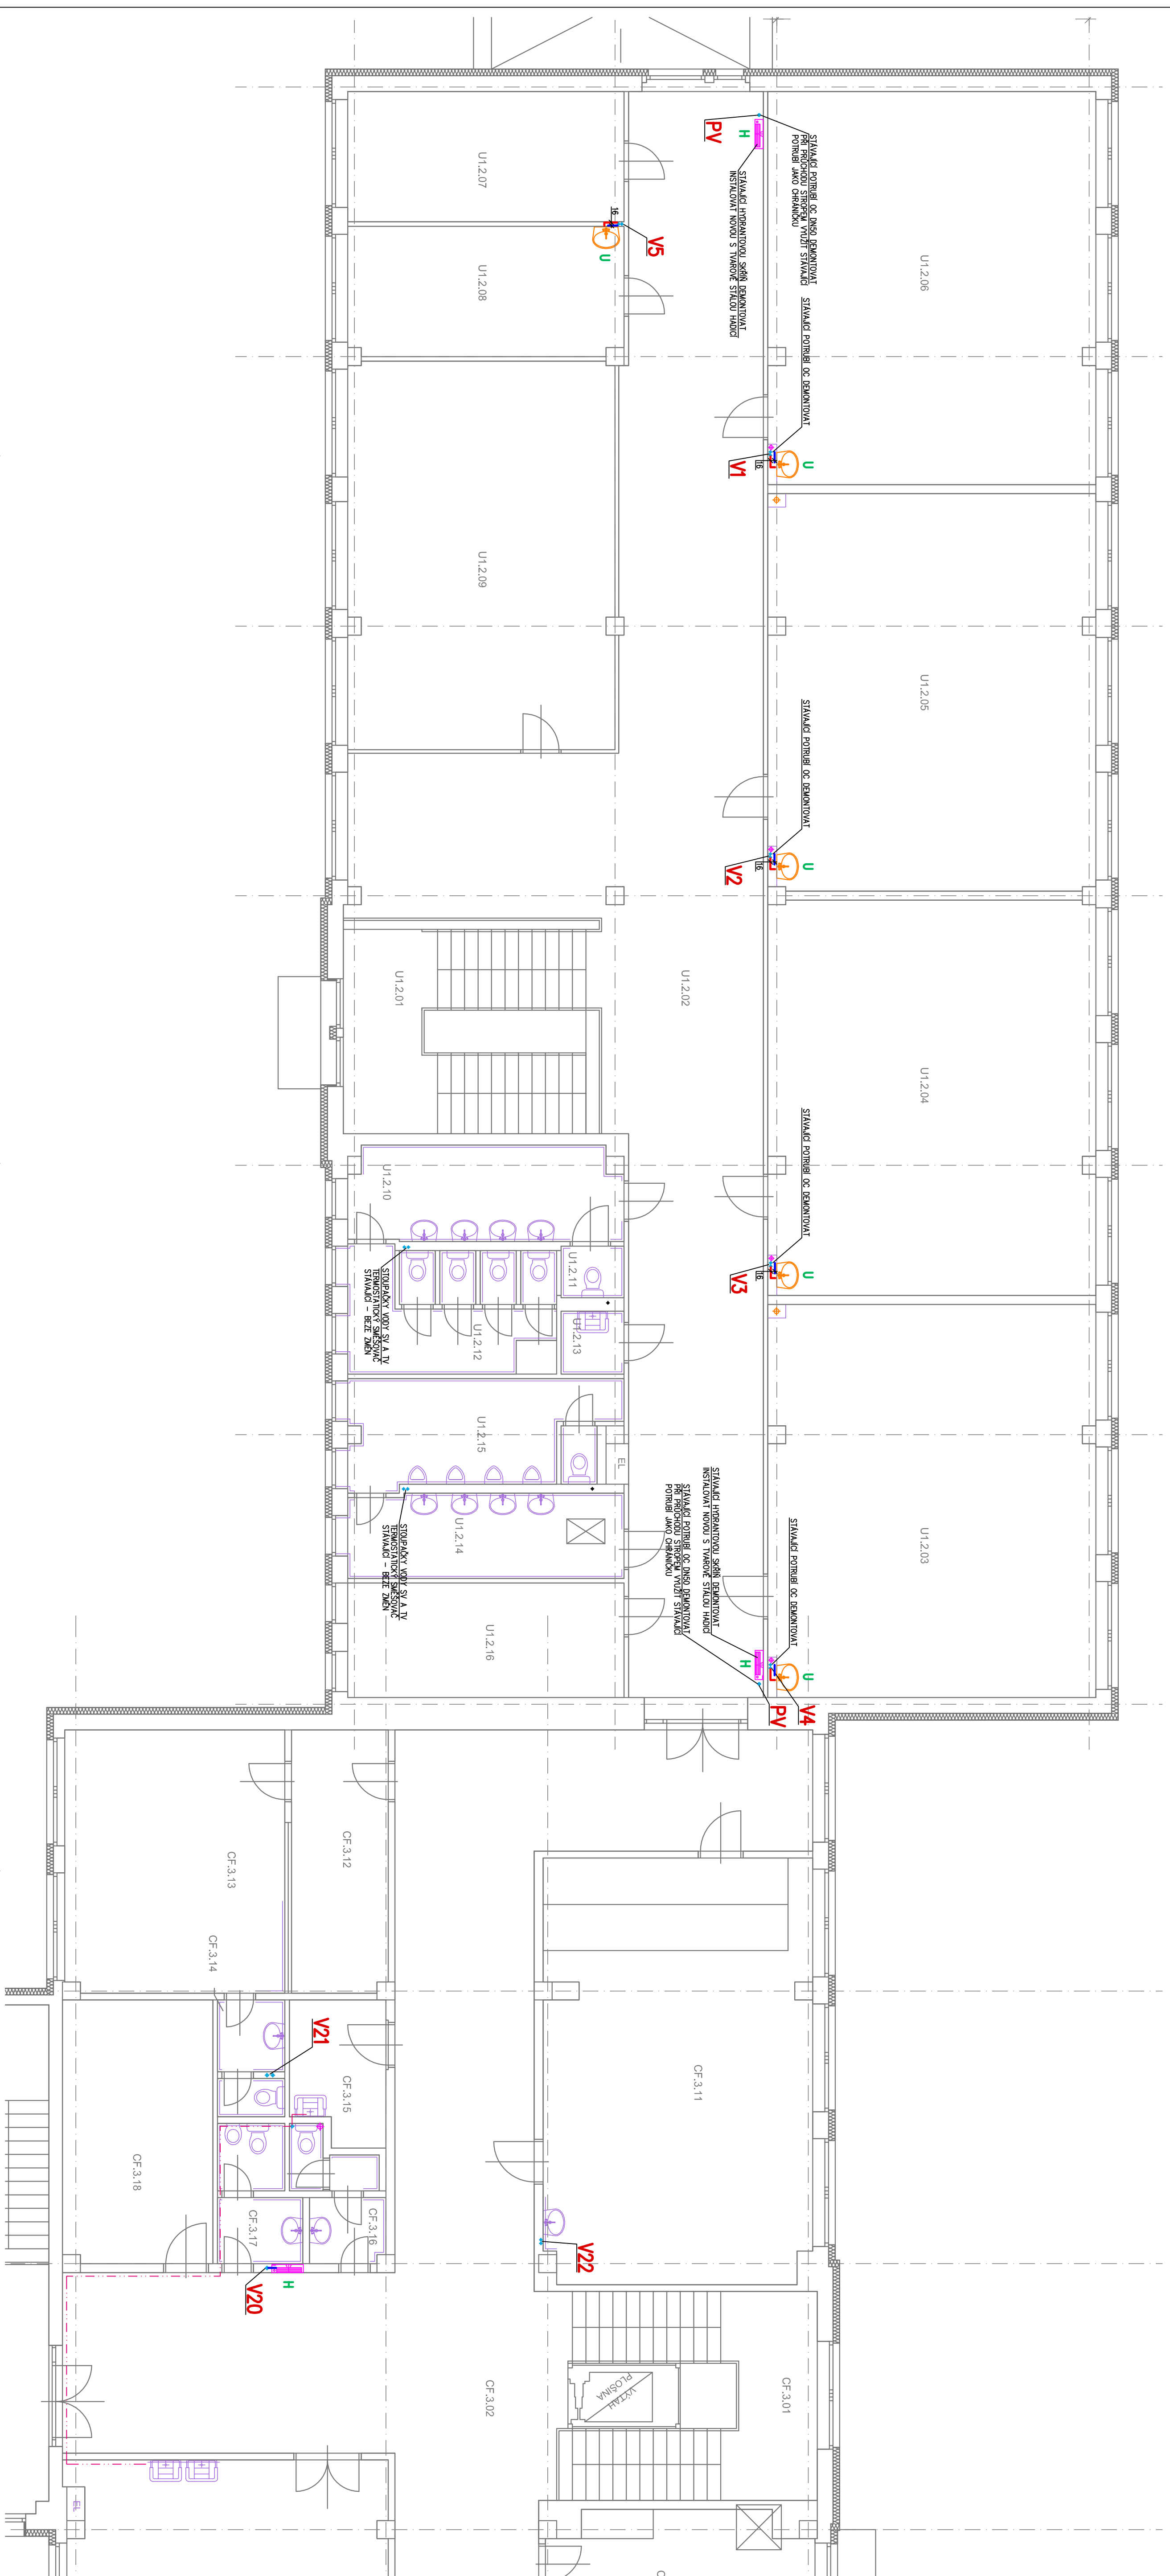 STÁVAJÍCÍ POTRUBÍ OC DN50 DEMONTOVAT
PŘI PRŮCHODU STROPEM VYUŽÍT STÁVAJÍCÍ
POTRUBÍ JAKO CHRÁNIČKU
PV
H
STÁVAJÍCÍ HYDRANTOVOU SKŘÍŇ DEMONTOVAT
INSTALOVAT NOVOU S TVAROVĚ STÁLOU HADICÍ
U1.2.07
U1.2.06
16
V5
U
U1.2.08
STÁVAJÍCÍ POTRUBÍ OC DEMONTOVAT
U
16
V1
U1.2.09
U1.2.05
STÁVAJÍCÍ POTRUBÍ OC DEMONTOVAT
U
16
V2
U1.2.01
U1.2.02
U1.2.04
STÁVAJÍCÍ POTRUBÍ OC DEMONTOVAT
U
16
V3
U1.2.10
U1.2.11
STOUPAČKY VODY SV A TV
TERMOSTATICKÝ SMĚŠOVAČ
STÁVAJÍCÍ – BEZE ZMĚN
U1.2.12
U1.2.13
U1.2.15
EL
U1.2.14
STOUPAČKY VODY SV A TV
TERMOSTATICKÝ SMĚŠOVAČ
STÁVAJÍCÍ – BEZE ZMĚN
STÁVAJÍCÍ HYDRANTOVOU SKŘÍŇ DEMONTOVAT
INSTALOVAT NOVOU S TVAROVĚ STÁLOU HADICÍ
STÁVAJÍCÍ POTRUBÍ OC DN50 DEMONTOVAT
PŘI PRŮCHODU STROPEM VYUŽÍT STÁVAJÍCÍ
POTRUBÍ JAKO CHRÁNIČKU
STÁVAJÍCÍ POTRUBÍ OC DEMONTOVAT
U1.2.03
U1.2.16
H
U
PV
V4
CF.3.12
CF.3.13
CF.3.14
V21
CF.3.15
CF.3.11
CF.3.18
CF.3.17
CF.3.16
V22
H
V20
CF.3.02
VÝTAH
PLOŠINA
CF.3.01
EL